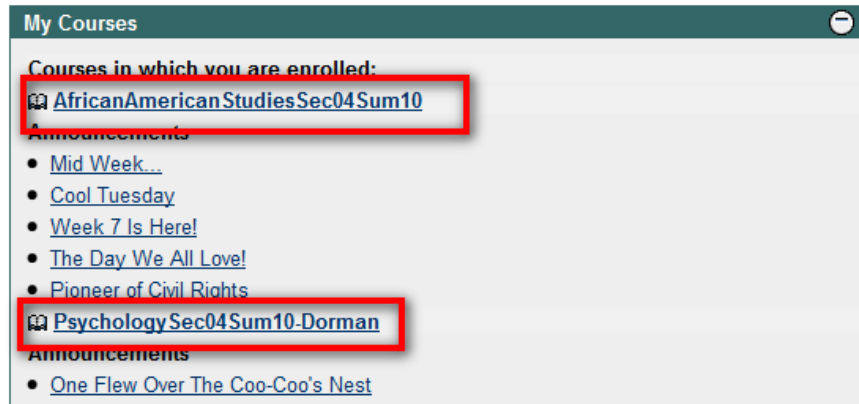 My Courses
Courses in which you are enrolled:
AfricanAmericanStudiesSec04Sum10
Announcements
Mid Week...
Cool Tuesday
Week 7 Is Here!
The Day We All Love!
Pioneer of Civil Rights
PsychologySec04Sum10-Dorman
Announcements
One Flew Over The Coo-Coo's Nest